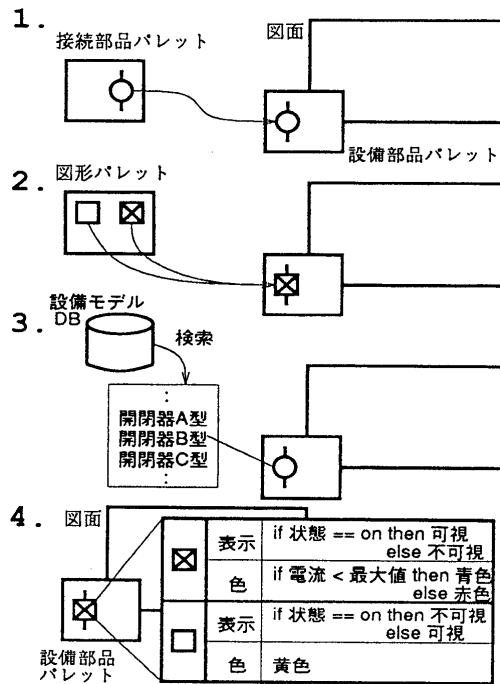 1.
接続部品パレット
図面
設備部品パレット
2.
図形パレット
3.
設備モデル
DB
検索
:
開閉器A型
開閉器B型
開閉器C型
:
4.
図面
設備部品
パレット
表示
if 状態 == on then 可視
else 不可視
色
if 電流 < 最大値 then 青色
else 赤色
表示
if 状態 == on then 不可視
else 可視
色
黄色